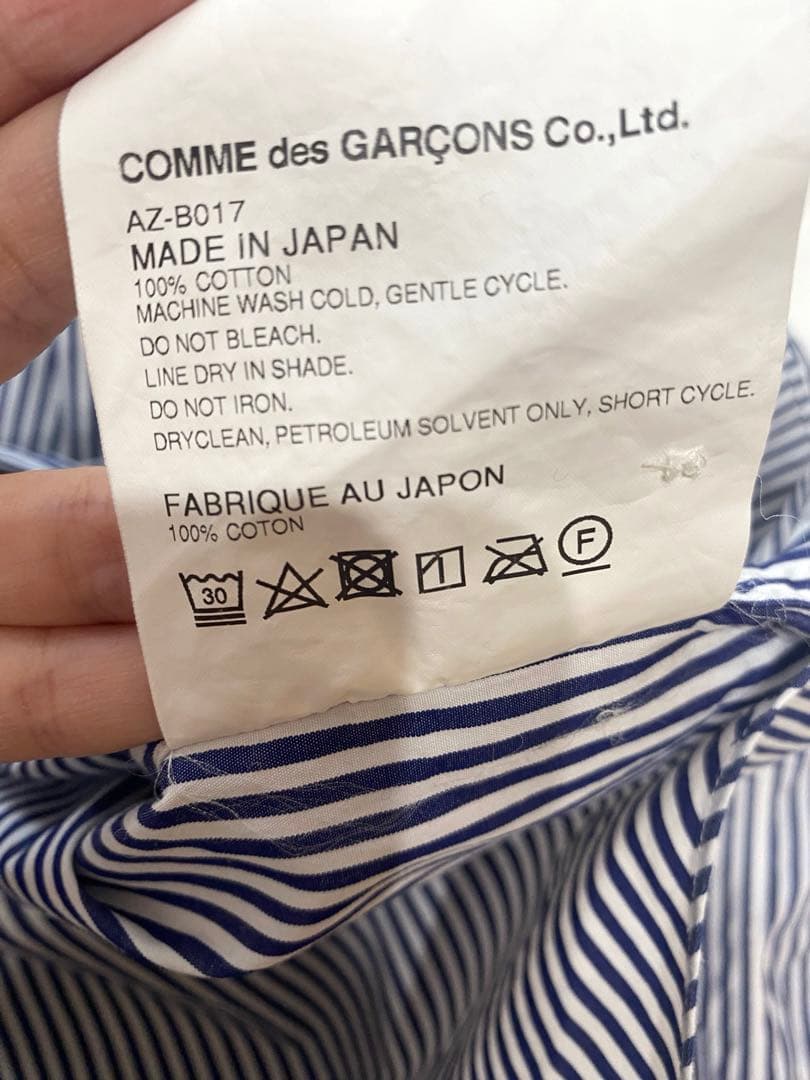 COMME des GARÇONS Co.,Ltd.
AZ-B017
MADE IN JAPAN
100% COTTON
MACHINE WASH COLD, GENTLE CYCLE.
DO NOT BLEACH.
LINE DRY IN SHADE.
DO NOT IRON.
DRYCLEAN, PETROLEUM SOLVENT ONLY, SHORT CYCLE.
FABRIQUE AU JAPON
100% COTON
30 F